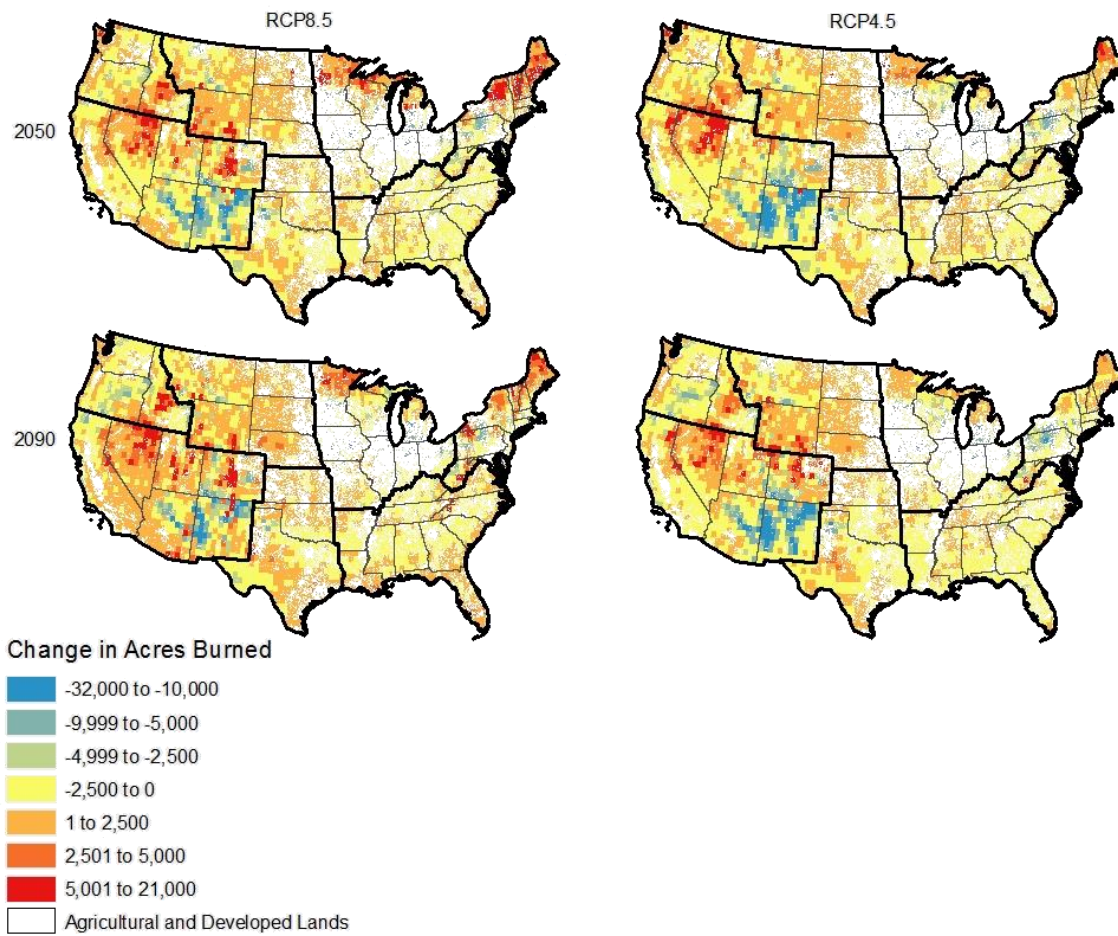 RCP8.5
RCP4.5
2050
2090
Change in Acres Burned
-32,000 to -10,000
-9,999 to -5,000
-4,999 to -2,500
-2,500 to 0
1 to 2,500
2,501 to 5,000
5,001 to 21,000
Agricultural and Developed Lands